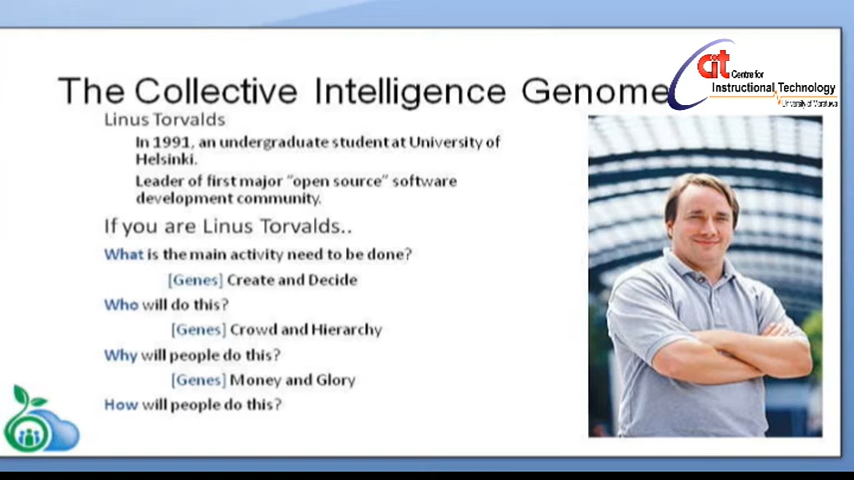 The Collective Intelligence Genome
cit Centre for
Instructional Technology
University of Moratuwa
Linus Torvalds
In 1991, an undergraduate student at University of
Helsinki.
Leader of first major "open source" software
development community.
If you are Linus Torvalds..
What is the main activity need to be done?
[Genes] Create and Decide
Who will do this?
[Genes] Crowd and Hierarchy
Why will people do this?
[Genes] Money and Glory
How will people do this?